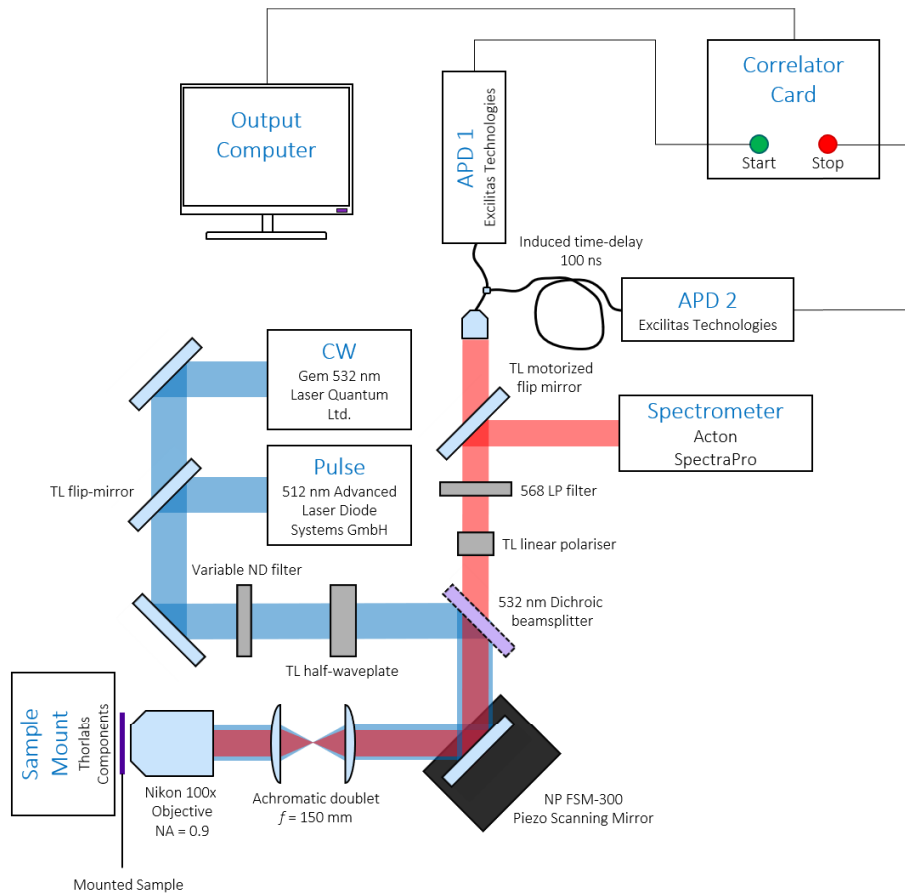 Output
Computer
APD 1
Excilitas Technologies
Correlator
Card
Start
Stop
Induced time-delay
100 ns
APD 2
Excilitas Technologies
CW
Gem 532 nm
Laser Quantum
Ltd.
TL motorized
flip mirror
Spectrometer
Acton
SpectraPro
Pulse
512 nm Advanced
Laser Diode
Systems GmbH
TL flip-mirror
568 LP filter
TL linear polariser
Variable ND filter
532 nm Dichroic
beamsplitter
TL half-waveplate
Sample
Mount
Thorlabs
Components
Nikon 100x
Objective
NA = 0.9
Achromatic doublet
f = 150 mm
NP FSM-300
Piezo Scanning Mirror
Mounted Sample